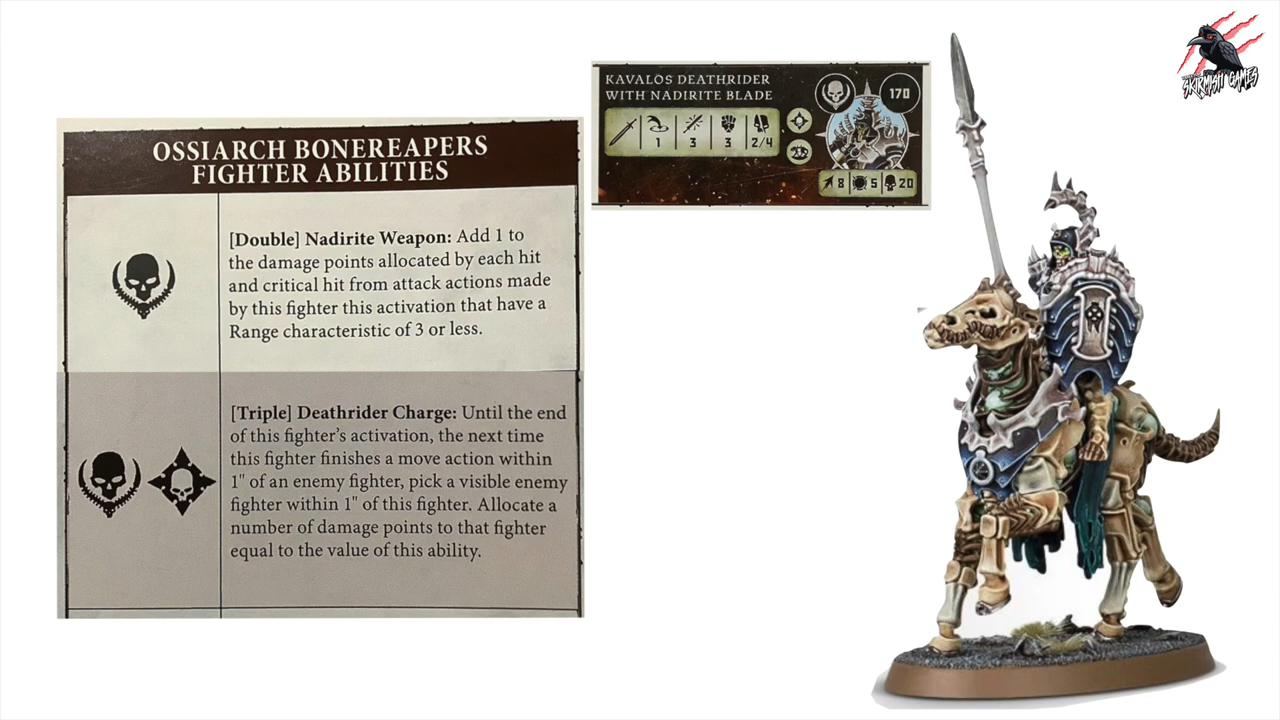 OSSIARCH BONEREAPERS
FIGHTER ABILITIES
[Double] Nadirite Weapon: Add 1 to
the damage points allocated by each hit
and critical hit from attack actions made
by this fighter this activation that have a
Range characteristic of 3 or less.
[Triple] Deathrider Charge: Until the end
of this fighter's activation, the next time
this fighter finishes a move action within
1" of an enemy fighter, pick a visible enemy
fighter within 1" of this fighter. Allocate a
number of damage points to that fighter
equal to the value of this ability.
KAVALOS DEATHRIDER
WITH NADIRITE BLADE
170
1 3 3 2/4
8 5 20
SKIRMISH GAMES